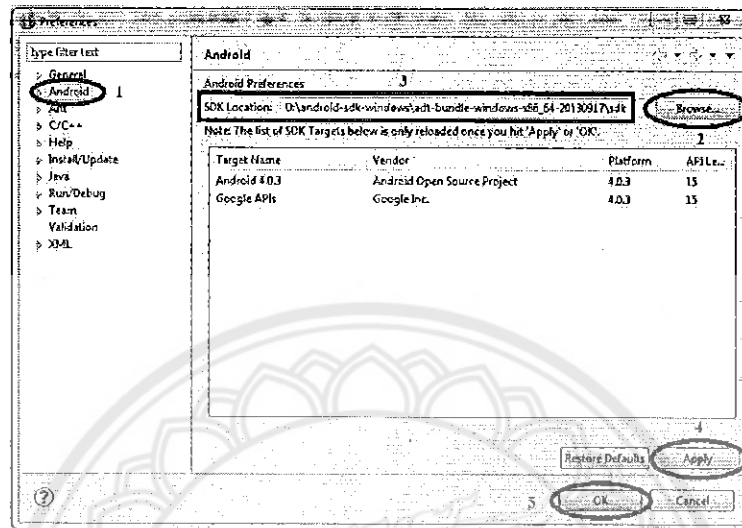 Preferences
type filter text
General
Android 1
Ant
C/C++
Help
Install/Update
Java
Run/Debug
Team
Validation
XML
Android
Android Preferences 3
SDK Location: D:\android-sdk-windows\adt-bundle-windows-x86_64-20130917\sdk Browse...
2
Note: The list of SDK Targets below is only reloaded once you hit 'Apply' or 'OK'.
Target Name Vendor Platform API Le...
Android 4.0.3 Android Open Source Project 4.0.3 15
Google APIs Google Inc. 4.0.3 15
4
Restore Defaults Apply
5 OK Cancel